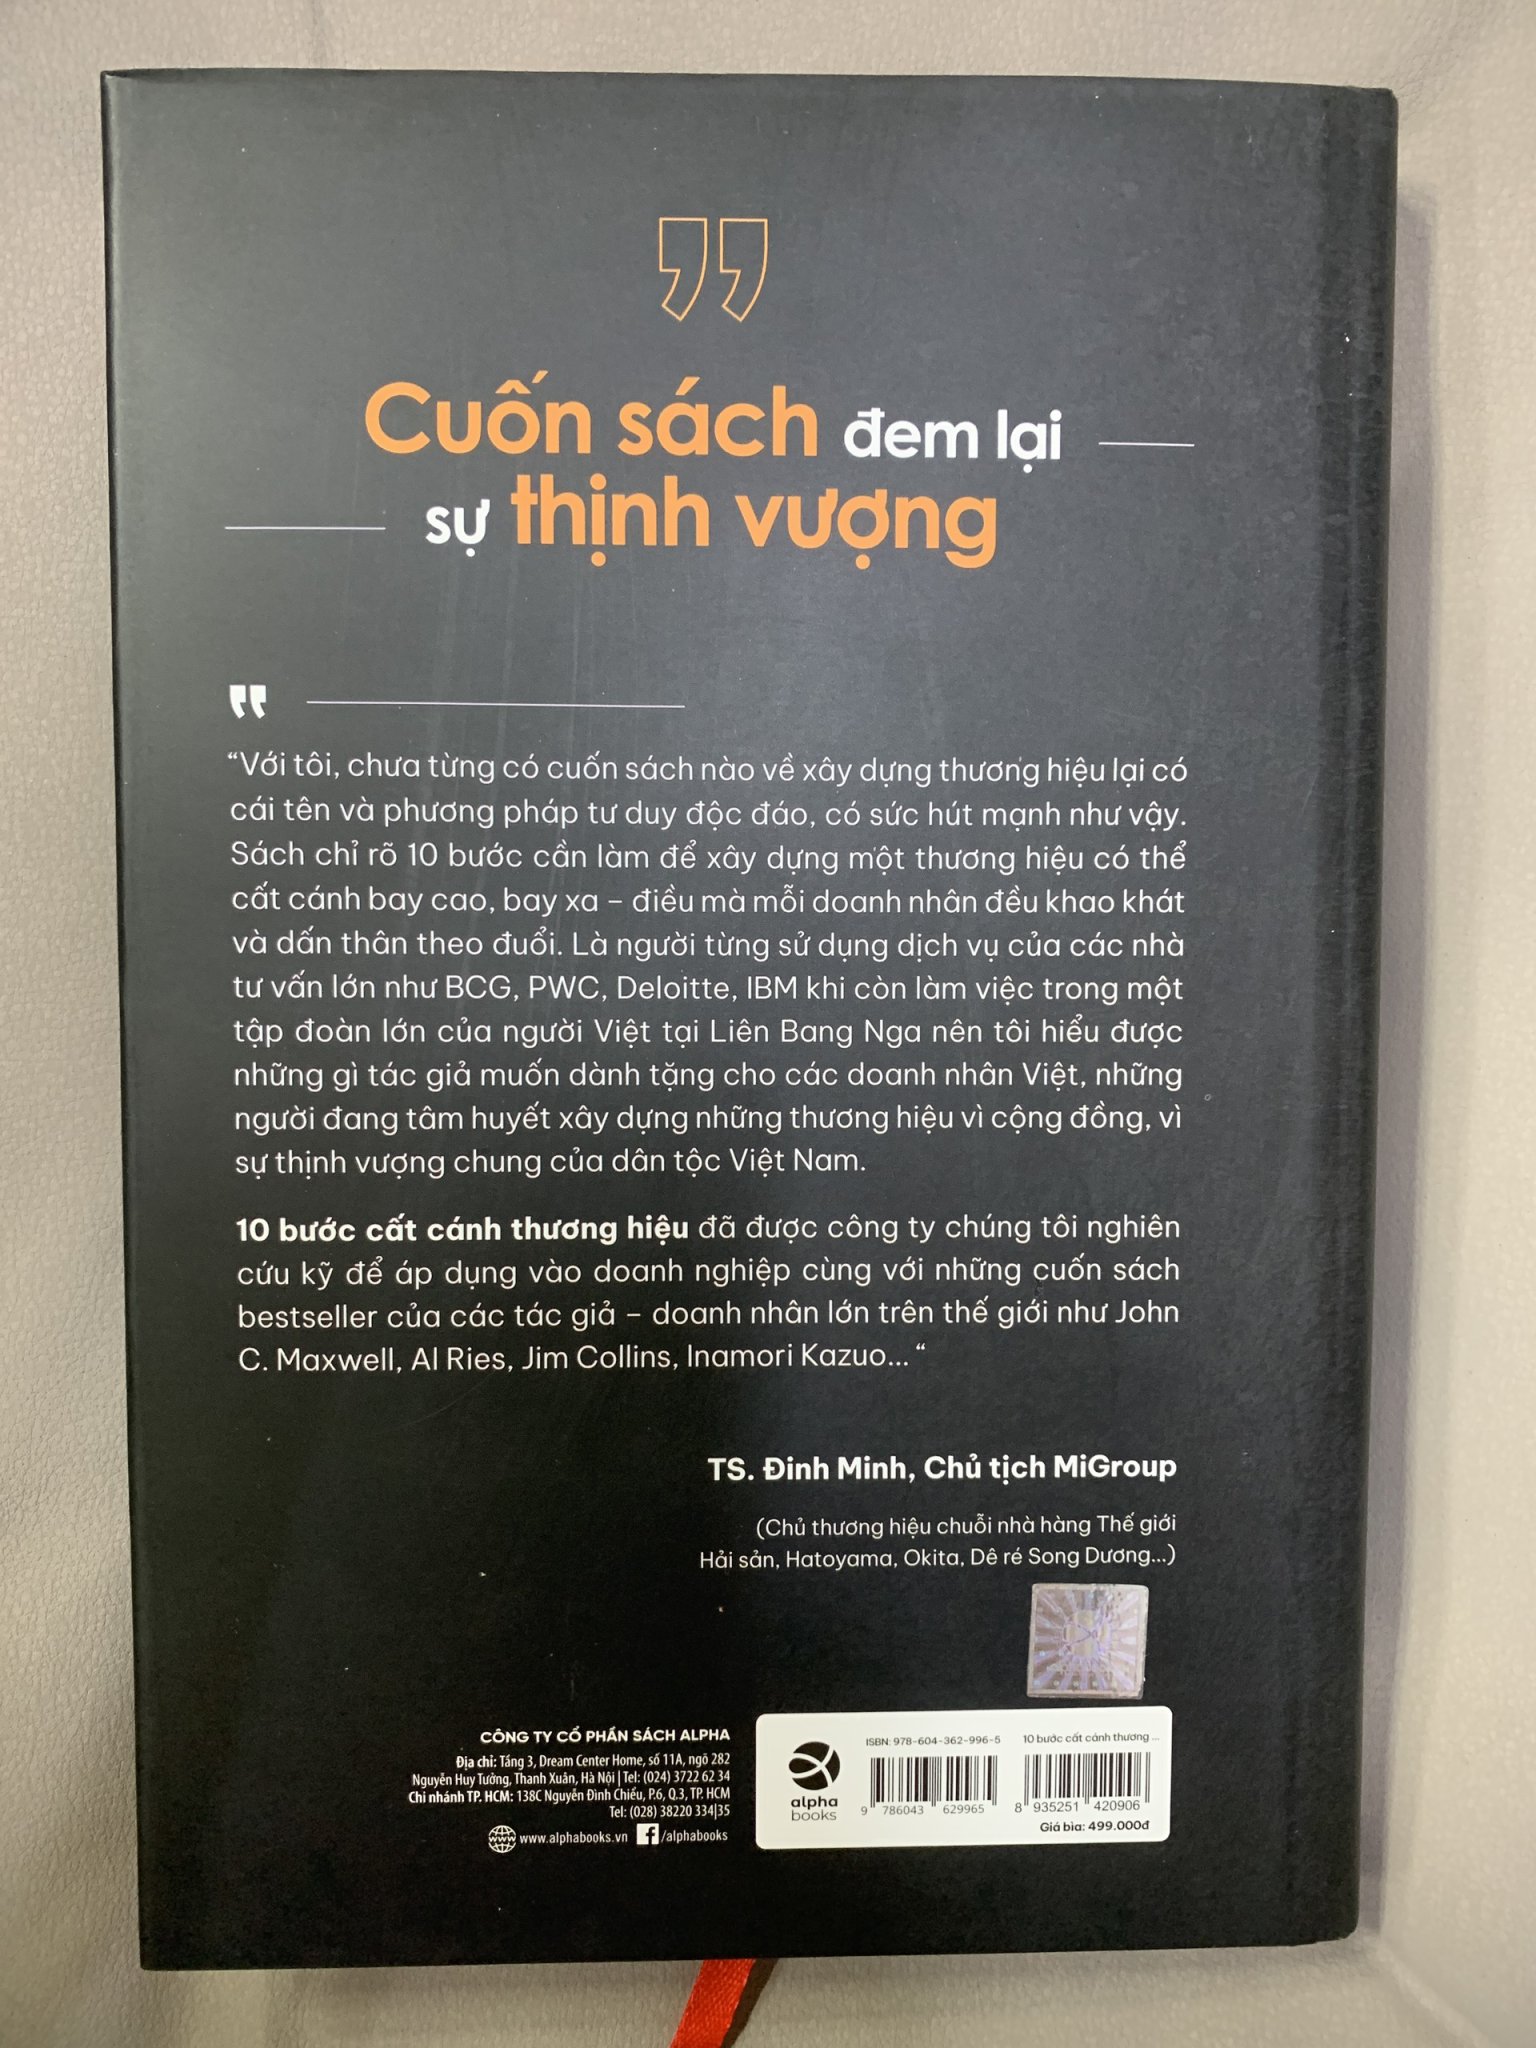 Cuốn sách đem lại
sự thịnh vượng
“Với tôi, chưa từng có cuốn sách nào về xây dựng thương hiệu lại có
cái tên và phương pháp tư duy độc đáo, có sức hút mạnh như vậy.
Sách chỉ rõ 10 bước cần làm để xây dựng một thương hiệu có thể
cất cánh bay cao, bay xa – điều mà mỗi doanh nhân đều khao khát
và dấn thân theo đuổi. Là người từng sử dụng dịch vụ của các nhà
tư vấn lớn như BCG, PWC, Deloitte, IBM khi còn làm việc trong một
tập đoàn lớn của người Việt tại Liên Bang Nga nên tôi hiểu được
những gì tác giả muốn dành tặng cho các doanh nhân Việt, những
người đang tâm huyết xây dựng những thương hiệu vì cộng đồng, vì
sự thịnh vượng chung của dân tộc Việt Nam.
10 bước cất cánh thương hiệu đã được công ty chúng tôi nghiên
cứu kỹ để áp dụng vào doanh nghiệp cùng với những cuốn sách
bestseller của các tác giả – doanh nhân lớn trên thế giới như John
C. Maxwell, Al Ries, Jim Collins, Inamori Kazuo... “
TS. Đinh Minh, Chủ tịch MiGroup
(Chủ thương hiệu chuỗi nhà hàng Thế giới
Hải sản, Hatoyama, Okita, Dê ré Song Dương...)
CÔNG TY CỔ PHẦN SÁCH ALPHA
Địa chỉ: Tầng 3, Dream Center Home, số 11A, ngõ 282
Nguyễn Huy Tưởng, Thanh Xuân, Hà Nội | Tel: (024) 3722 62 34
Chi nhánh TP. HCM: 138C Nguyễn Đình Chiểu, P.6, Q.3, TP. HCM
Tel: (028) 38220 334|35
www.alphabooks.vn /alphabooks
alpha
books
ISBN: 978-604-362-996-5
9 786043 629965
10 bước cất cánh thương ...
8 935251 420906
Giá bìa: 499.000đ